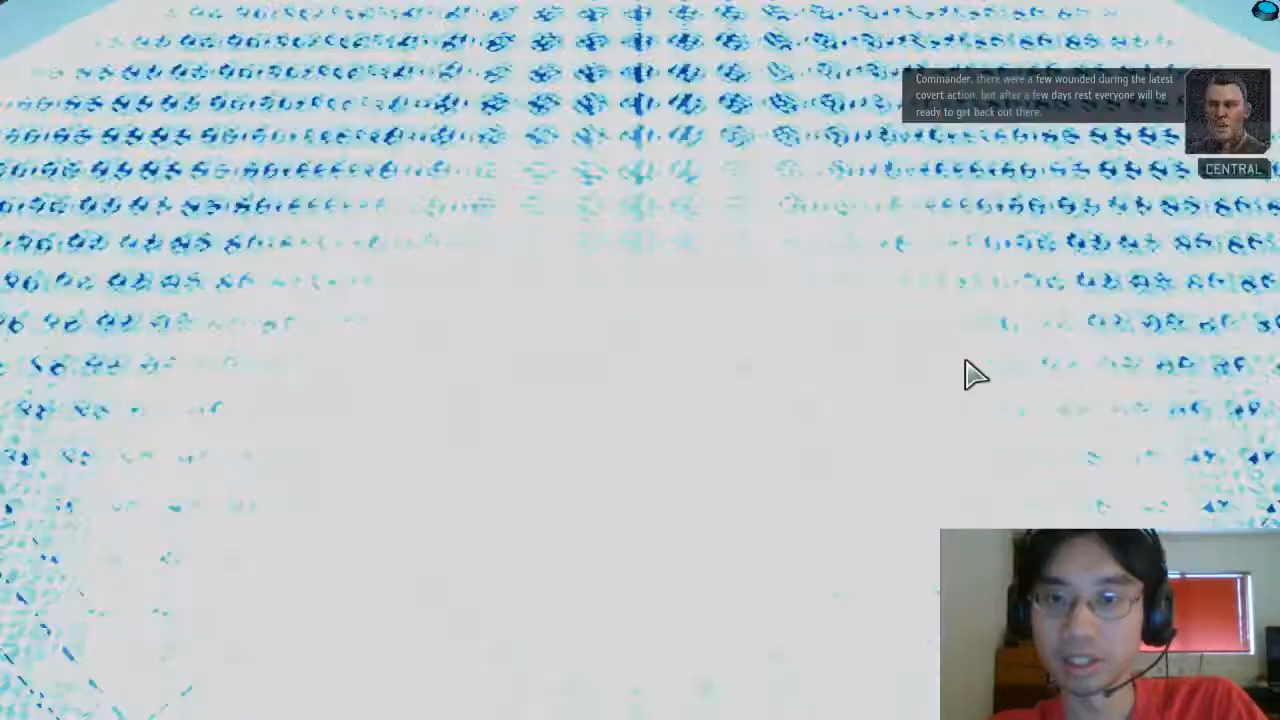 Commander, there were a few wounded during the latest
covert action, but after a few days rest everyone will be
ready to get back out there.
CENTRAL